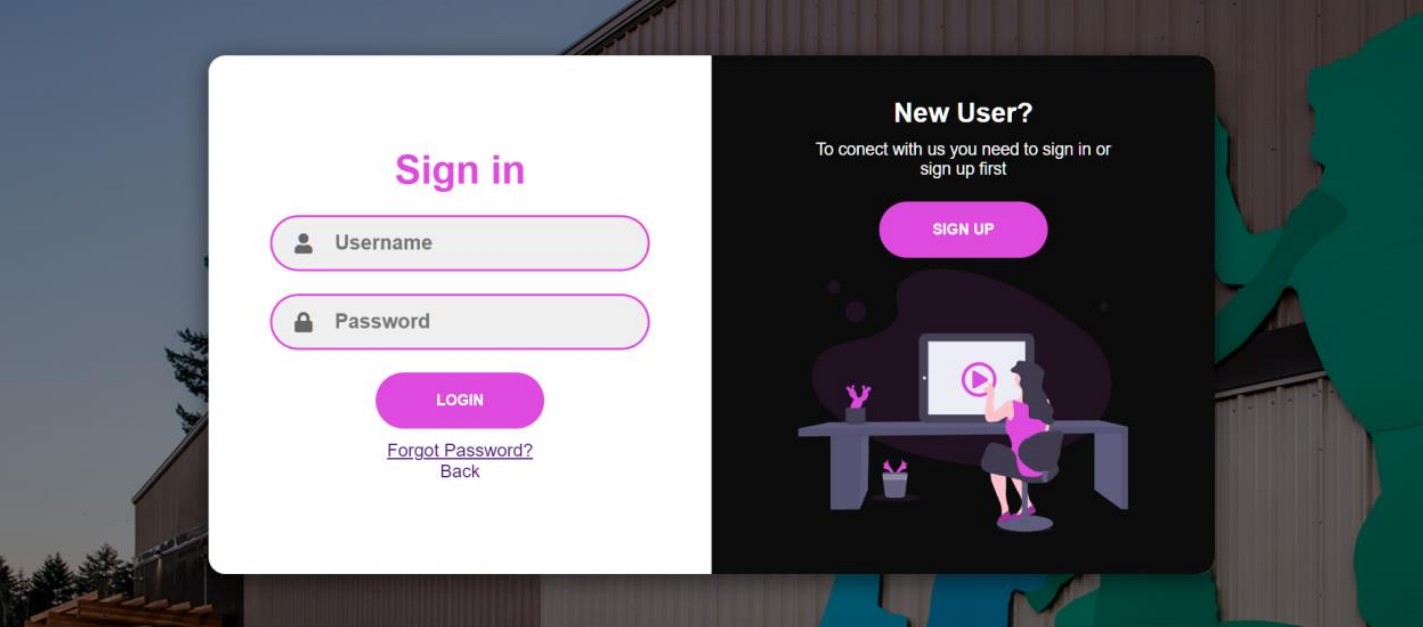 Sign in
Username
Password
LOGIN
Forgot Password?
Back
New User?
To conect with us you need to sign in or
sign up first
SIGN UP